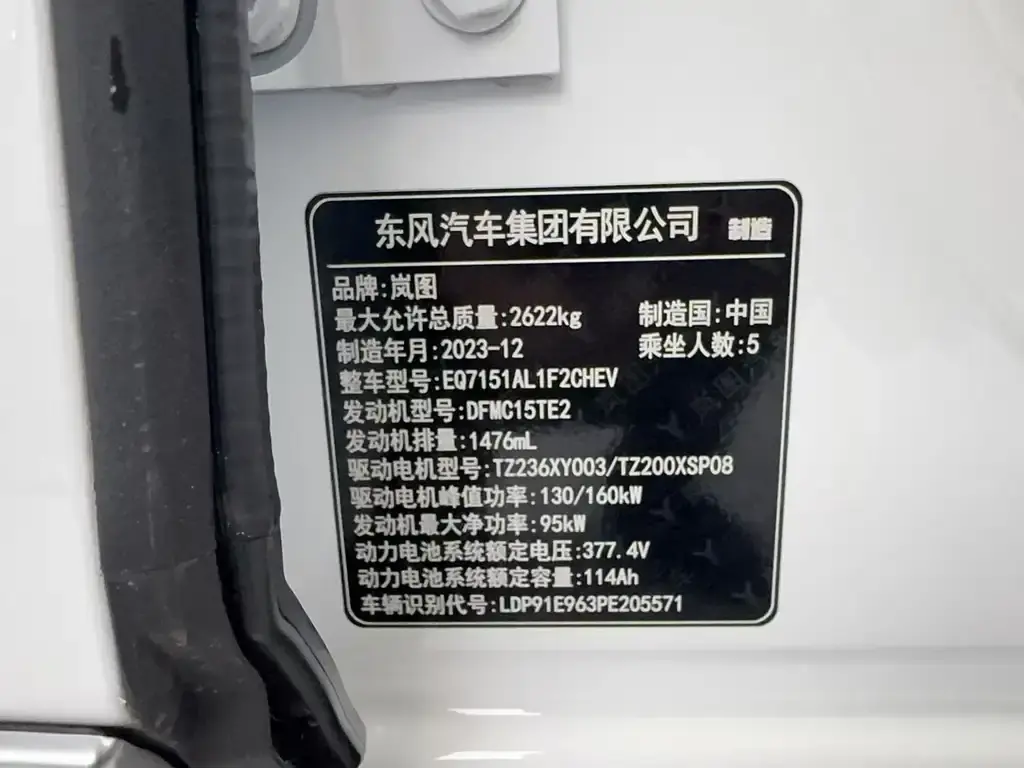 东风汽车集团有限公司 制造
品牌:岚图
最大允许总质量:2622kg 制造国:中国
制造年月:2023-12 乘坐人数:5
整车型号:EQ7151AL1F2CHEV
发动机型号:DFMC15TE2
发动机排量:1476mL
驱动电机型号:TZ236XY003/TZ200XSP08
驱动电机峰值功率:130/160kW
发动机最大净功率:95kW
动力电池系统额定电压:377.4V
动力电池系统额定容量:114Ah
车辆识别代号:LDP91E963PE205571